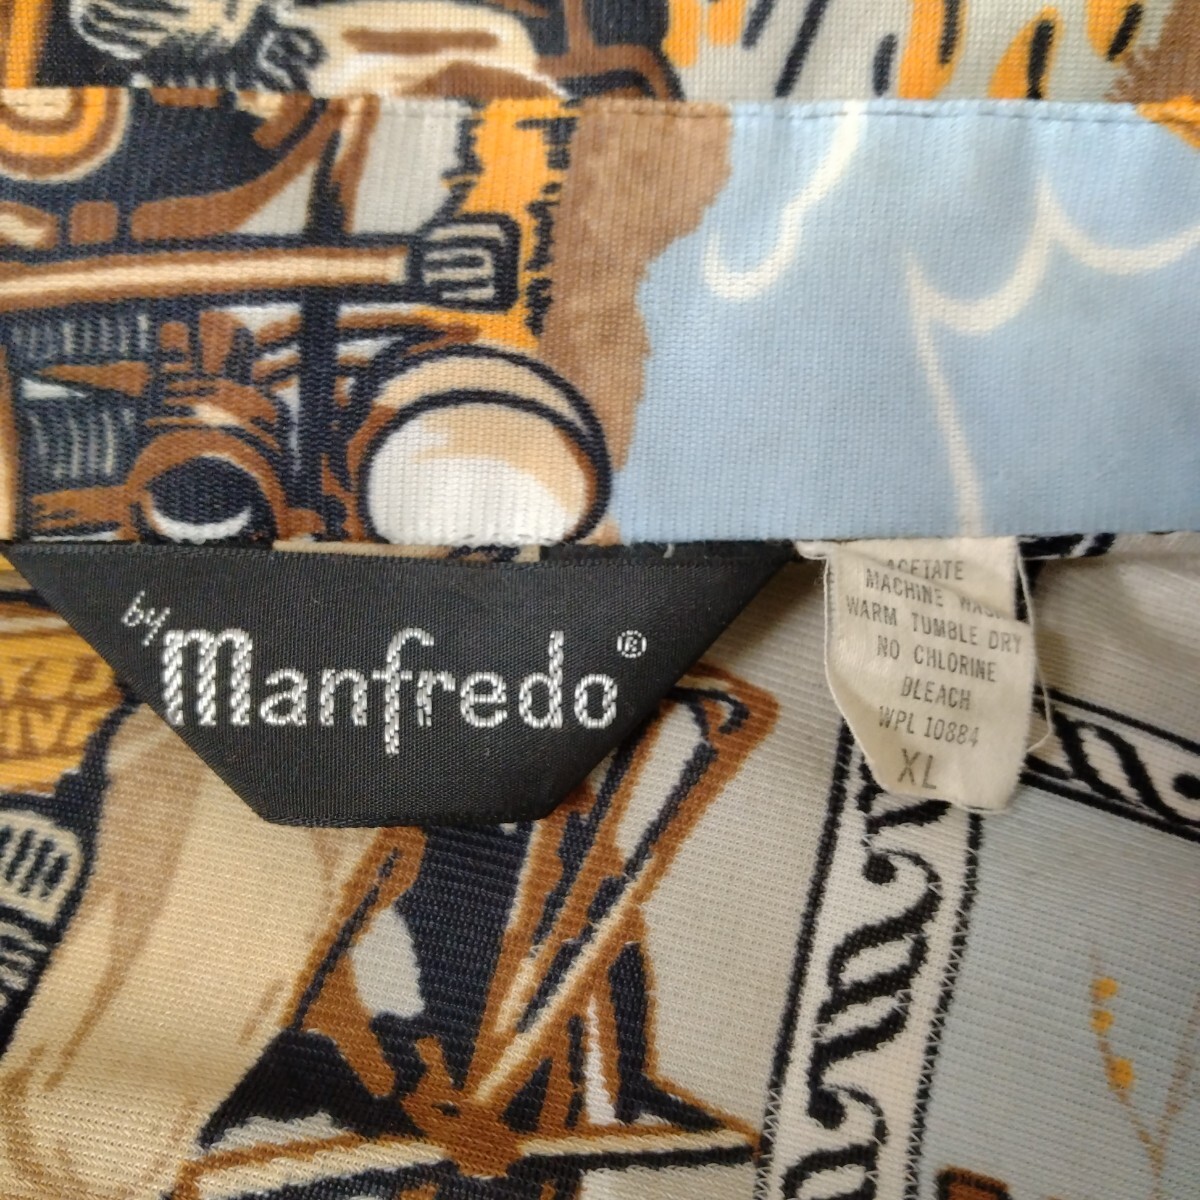 by
Manfredo®
ACETATE
MACHINE WASH
WARM TUMBLE DRY
NO CHLORINE
BLEACH
WPL 10884
XL